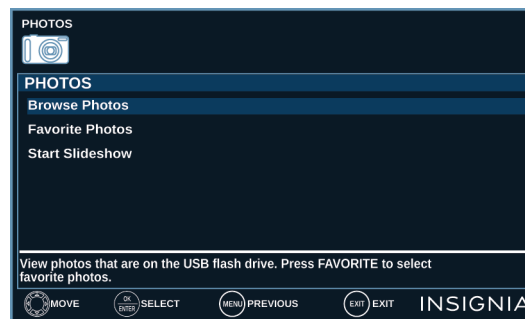 PHOTOS
PHOTOS
Browse Photos
Favorite Photos
Start Slideshow
View photos that are on the USB flash drive. Press FAVORITE to select
favorite photos.
MOVE OK ENTER SELECT MENU PREVIOUS EXIT EXIT INSIGNIA